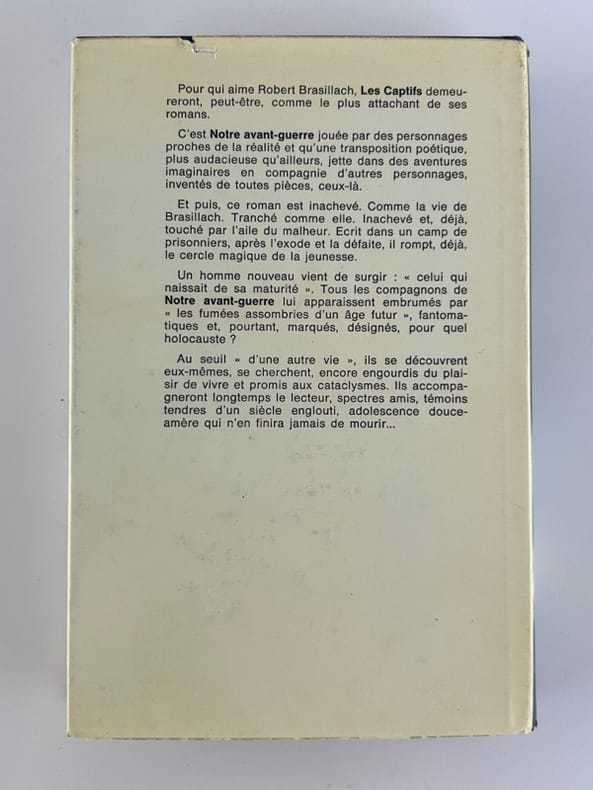 Pour qui aime Robert Brasillach, Les Captifs demeu-
reront, peut-être, comme le plus attachant de ses
romans.
C'est Notre avant-guerre jouée par des personnages
proches de la réalité et qu'une transposition poétique,
plus audacieuse qu'ailleurs, jette dans des aventures
imaginaires en compagnie d'autres personnages,
inventés de toutes pièces, ceux-là.
Et puis, ce roman est inachevé. Comme la vie de
Brasillach. Tranché comme elle. Inachevé et, déjà,
touché par l'aile du malheur. Ecrit dans un camp de
prisonniers, après l'exode et la défaite, il rompt, déjà,
le cercle magique de la jeunesse.
Un homme nouveau vient de surgir : « celui qui
naissait de sa maturité ». Tous les compagnons de
Notre avant-guerre lui apparaissent embrumés par
« les fumées assombries d'un âge futur », fantoma-
tiques et, pourtant, marqués, désignés, pour quel
holocauste ?
Au seuil « d'une autre vie », ils se découvrent
eux-mêmes, se cherchent, encore engourdis du plai-
sir de vivre et promis aux cataclysmes. Ils accompa-
gneront longtemps le lecteur, spectres amis, témoins
tendres d'un siècle englouti, adolescence douce-
amère qui n'en finira jamais de mourir...